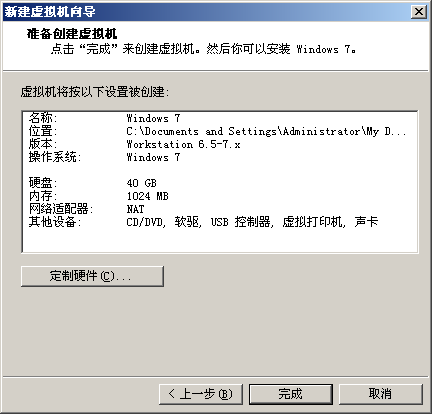 新建虚拟机向导
准备创建虚拟机
点击“完成”来创建虚拟机。然后你可以安装 Windows 7。
虚拟机将按以下设置被创建:
名称: Windows 7
位置: C:\Documents and Settings\Administrator\My D...
版本: Workstation 6.5-7.x
操作系统: Windows 7
硬盘: 40 GB
内存: 1024 MB
网络适配器: NAT
其他设备: CD/DVD, 软驱, USB 控制器, 虚拟打印机, 声卡
定制硬件(C)...
< 上一步(B)
完成
取消